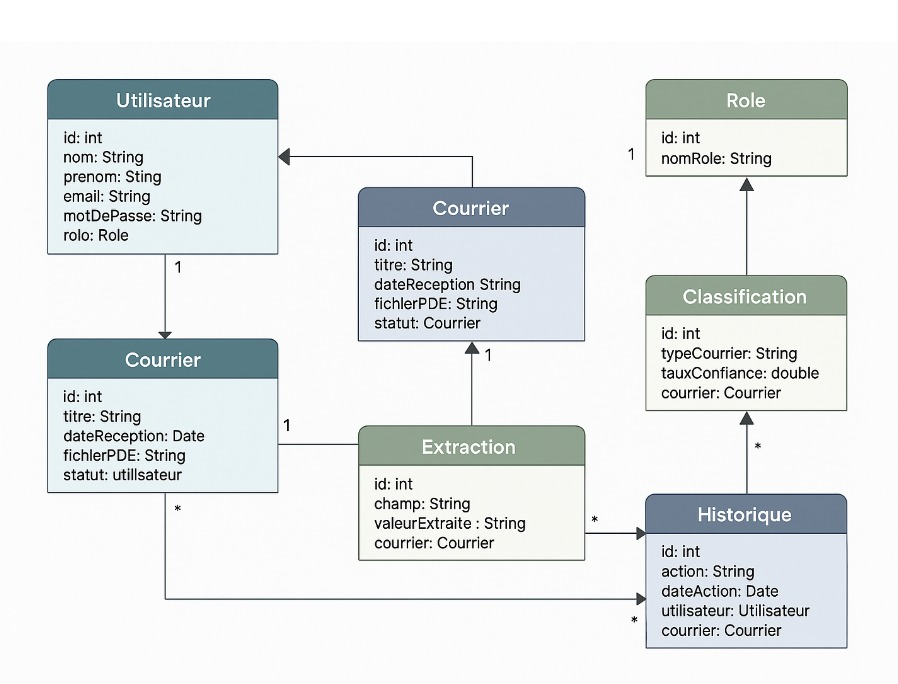 Utilisateur
id: int
nom: String
prenom: Sting
email: String
motDePasse: String
rolo: Role
1
Role
id: int
nomRole: String
1
Courrier
id: int
titre: String
dateReception String
fichlerPDE: String
statut: Courrier
1
Classification
id: int
typeCourrier: String
tauxConfiance: double
courrier: Courrier
*
Courrier
id: int
titre: String
dateReception: Date
fichlerPDE: String
statut: utillsateur
1
*
Extraction
id: int
champ: String
valeurExtraite : String
courrier: Courrier
*
Historique
id: int
action: String
dateAction: Date
utilisateur: Utilisateur
courrier: Courrier
*